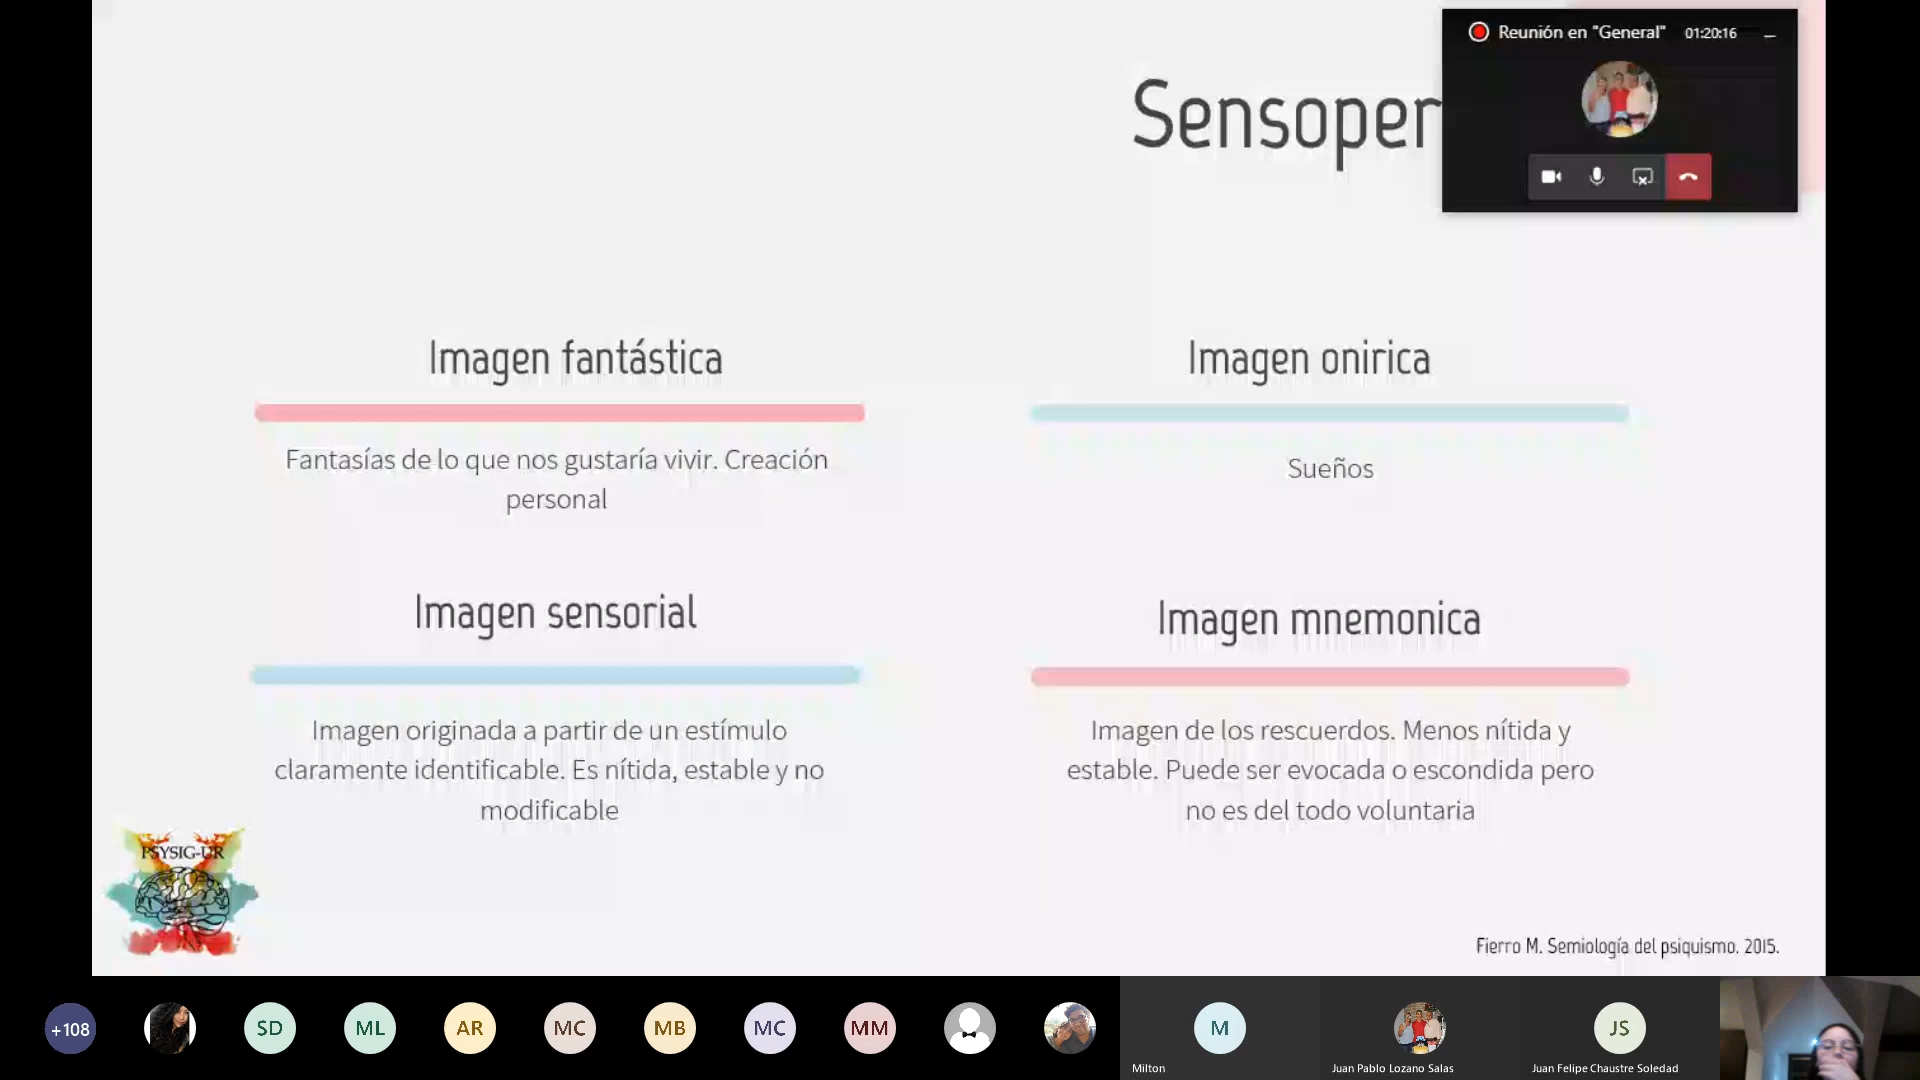 Reunión en "General" 01:20:16
Sensoper
Imagen fantástica
Fantasías de lo que nos gustaría vivir. Creación
personal
Imagen onirica
Sueños
Imagen sensorial
Imagen originada a partir de un estímulo
claramente identificable. Es nítida, estable y no
modificable
Imagen mnemonica
Imagen de los rescuerdos. Menos nítida y
estable. Puede ser evocada o escondida pero
no es del todo voluntaria
PSYSIG-UR
Fierro M. Semiología del psiquismo. 2015.
+108
SD
ML
AR
MC
MB
MC
MM
M
JS
Milton
Juan Pablo Lozano Salas
Juan Felipe Chaustre Soledad